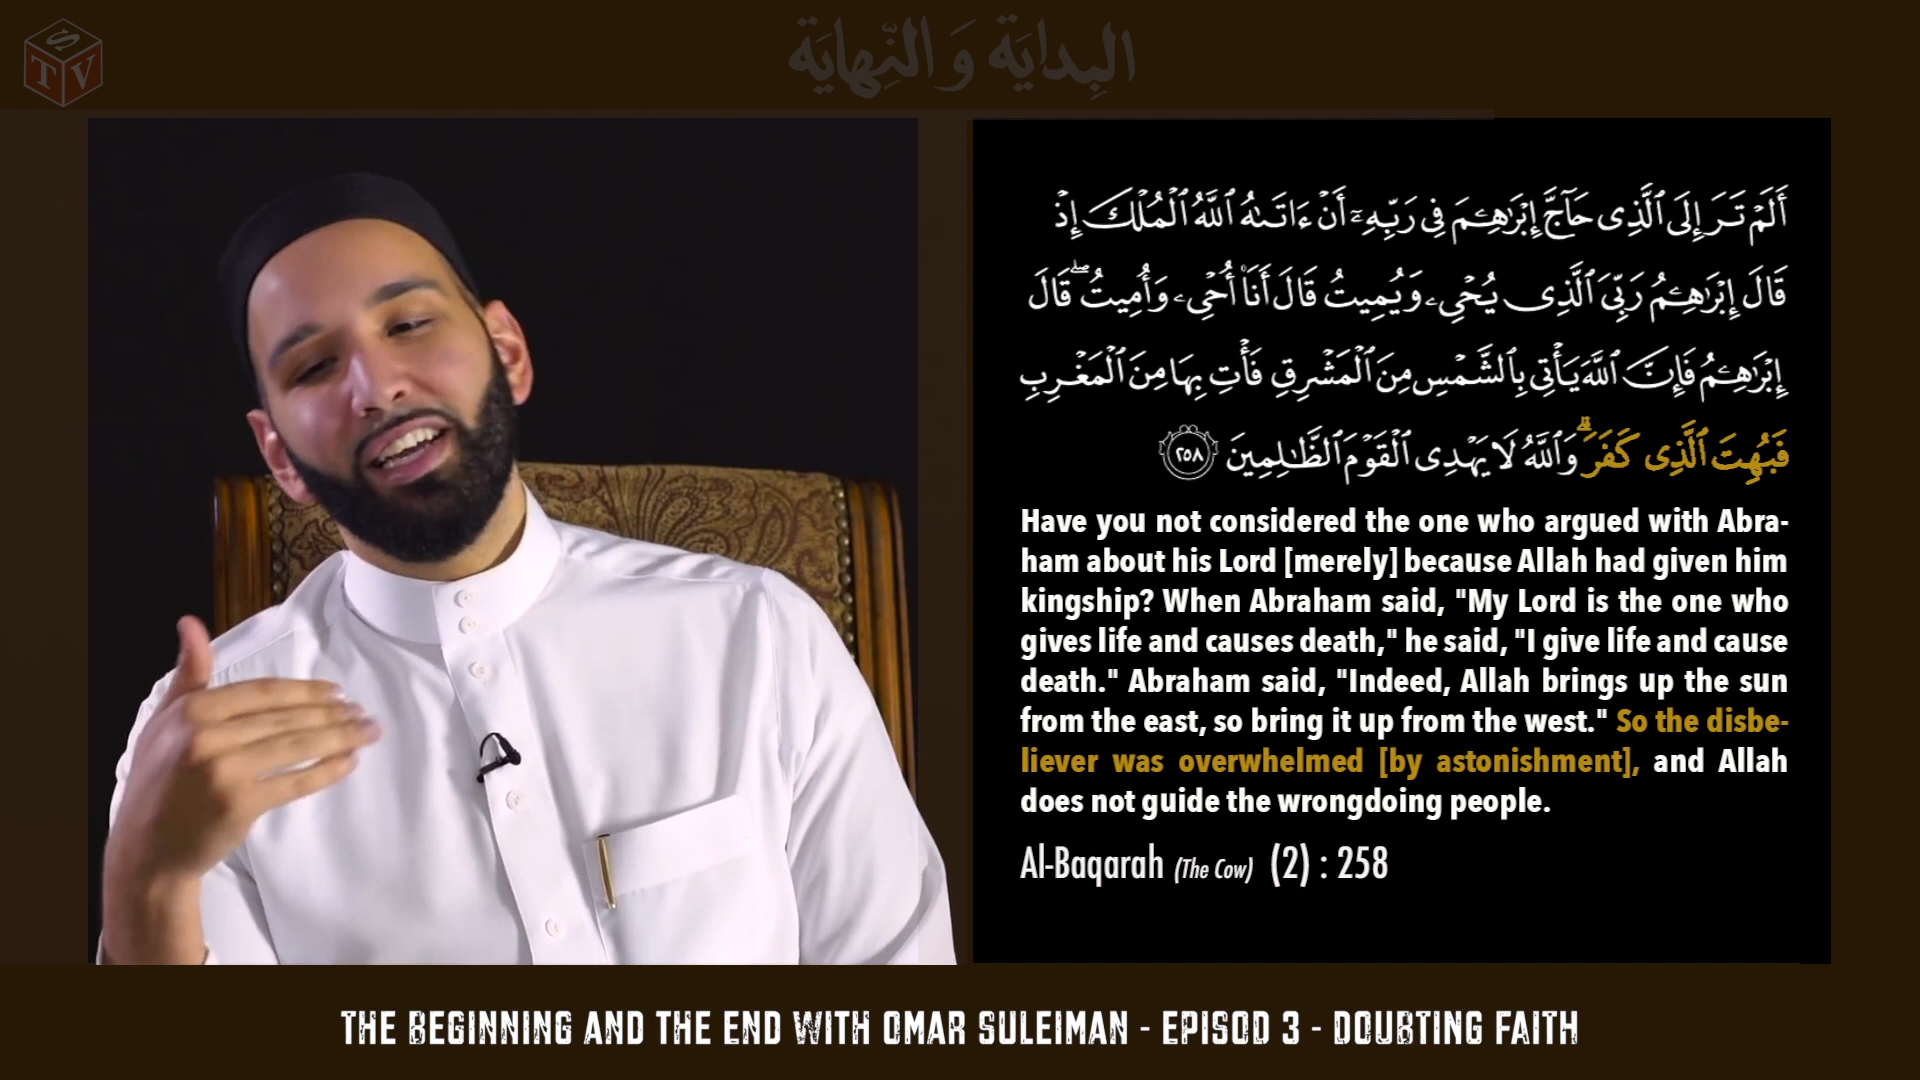 S
T V
البِدايَة وَ النِّهايَة
أَلَمْ تَرَ إِلَى ٱلَّذِى حَآجَّ إِبْرَٰهِـۧمَ فِى رَبِّهِۦٓ أَنْ ءَاتَىٰهُ ٱللَّهُ ٱلْمُلْكَ إِذْ
قَالَ إِبْرَٰهِـۧمُ رَبِّىَ ٱلَّذِى يُحْىِۦ وَيُمِيتُ قَالَ أَنَا۠ أُحْىِۦ وَأُمِيتُ ۖ قَالَ
إِبْرَٰهِـۧمُ فَإِنَّ ٱللَّهَ يَأْتِى بِٱلشَّمْسِ مِنَ ٱلْمَشْرِقِ فَأْتِ بِهَا مِنَ ٱلْمَغْرِبِ
فَبُهِتَ ٱلَّذِى كَفَرَ ۗ وَٱللَّهُ لَا يَهْدِى ٱلْقَوْمَ ٱلظَّٰلِمِينَ ٢٥٨
Have you not considered the one who argued with Abra-
ham about his Lord [merely] because Allah had given him
kingship? When Abraham said, "My Lord is the one who
gives life and causes death," he said, "I give life and cause
death." Abraham said, "Indeed, Allah brings up the sun
from the east, so bring it up from the west." So the disbe-
liever was overwhelmed [by astonishment], and Allah
does not guide the wrongdoing people.
Al-Baqarah (The Cow) (2) : 258
THE BEGINNING AND THE END WITH OMAR SULEIMAN - EPISOD 3 - DOUBTING FAITH